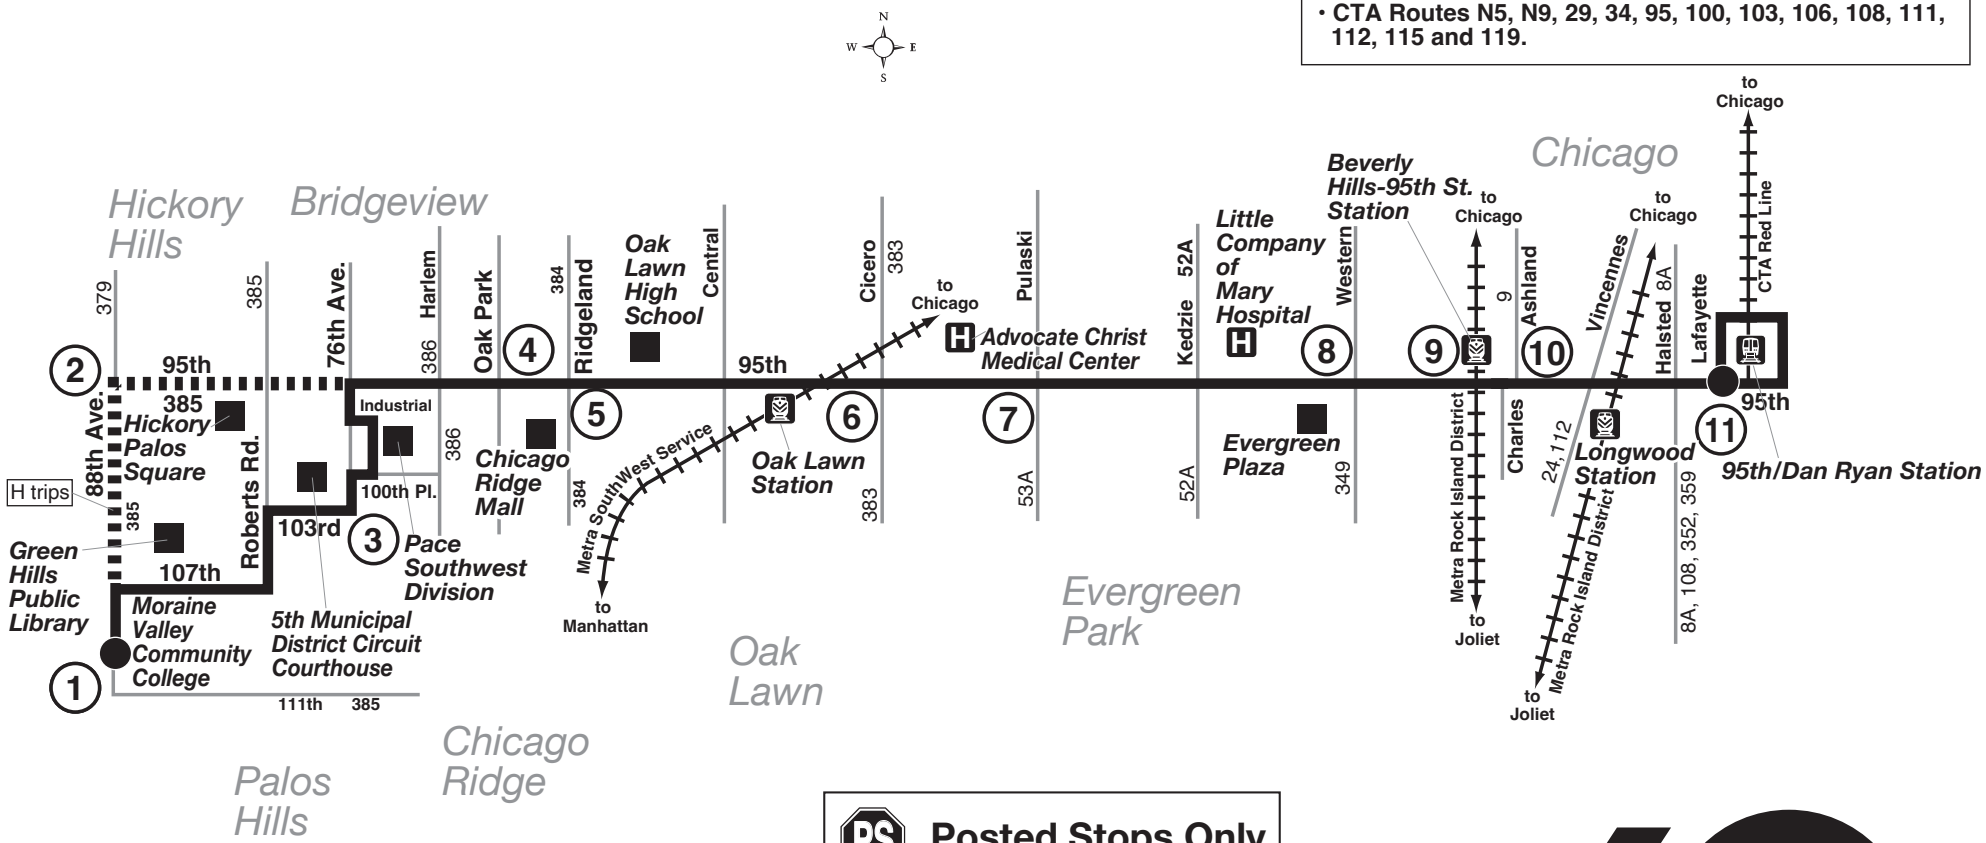 • CTA Routes N5, N9, 29, 34, 95, 100, 103, 106, 108, 111,
112, 115 and 119.
N
W
E
S
to
Chicago
CTA Red Line
Chicago
Hickory
Hills
Bridgeview
Beverly
Hills-95th St.
Station
to
Chicago
to
Chicago
379
385
76th Ave.
Harlem
386
Oak Park
384
Ridgeland
Oak
Lawn
High
School
Central
Cicero
383
to
Chicago
Pulaski
Kedzie
52A
Little
Company
of
Mary
Hospital
Western
9
Ashland
Vincennes
Halsted
8A
Lafayette
2
4
8
9
10
H
Advocate Christ
Medical Center
H
95th
385
95th
95th
Industrial
Hickory
Palos
Square
88th Ave.
385
H trips
Roberts Rd.
386
Chicago
Ridge
Mall
5
384
Metra SouthWest Service
Oak Lawn
Station
6
383
7
53A
52A
Evergreen
Plaza
349
Metra Rock Island District
Charles
24, 112
Longwood
Station
8A, 108, 352, 359
11
95th/Dan Ryan Station
100th Pl.
103rd
3
Pace
Southwest
Division
Green
Hills
Public
Library
107th
Moraine
Valley
Community
College
5th Municipal
District Circuit
Courthouse
to
Manhattan
Evergreen
Park
to
Joliet
Metra Rock Island District
to
Joliet
1
111th
385
Oak
Lawn
Chicago
Ridge
Palos
Hills
PS
Posted Stops Only